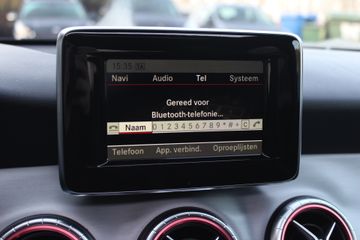 15:35 1A
Navi Audio Tel Systeem
Gereed voor
Bluetooth-telefonie...
Naam 0 1 2 3 4 5 6 7 8 9 * # + C
Telefoon App. verbind. Oproeplijsten